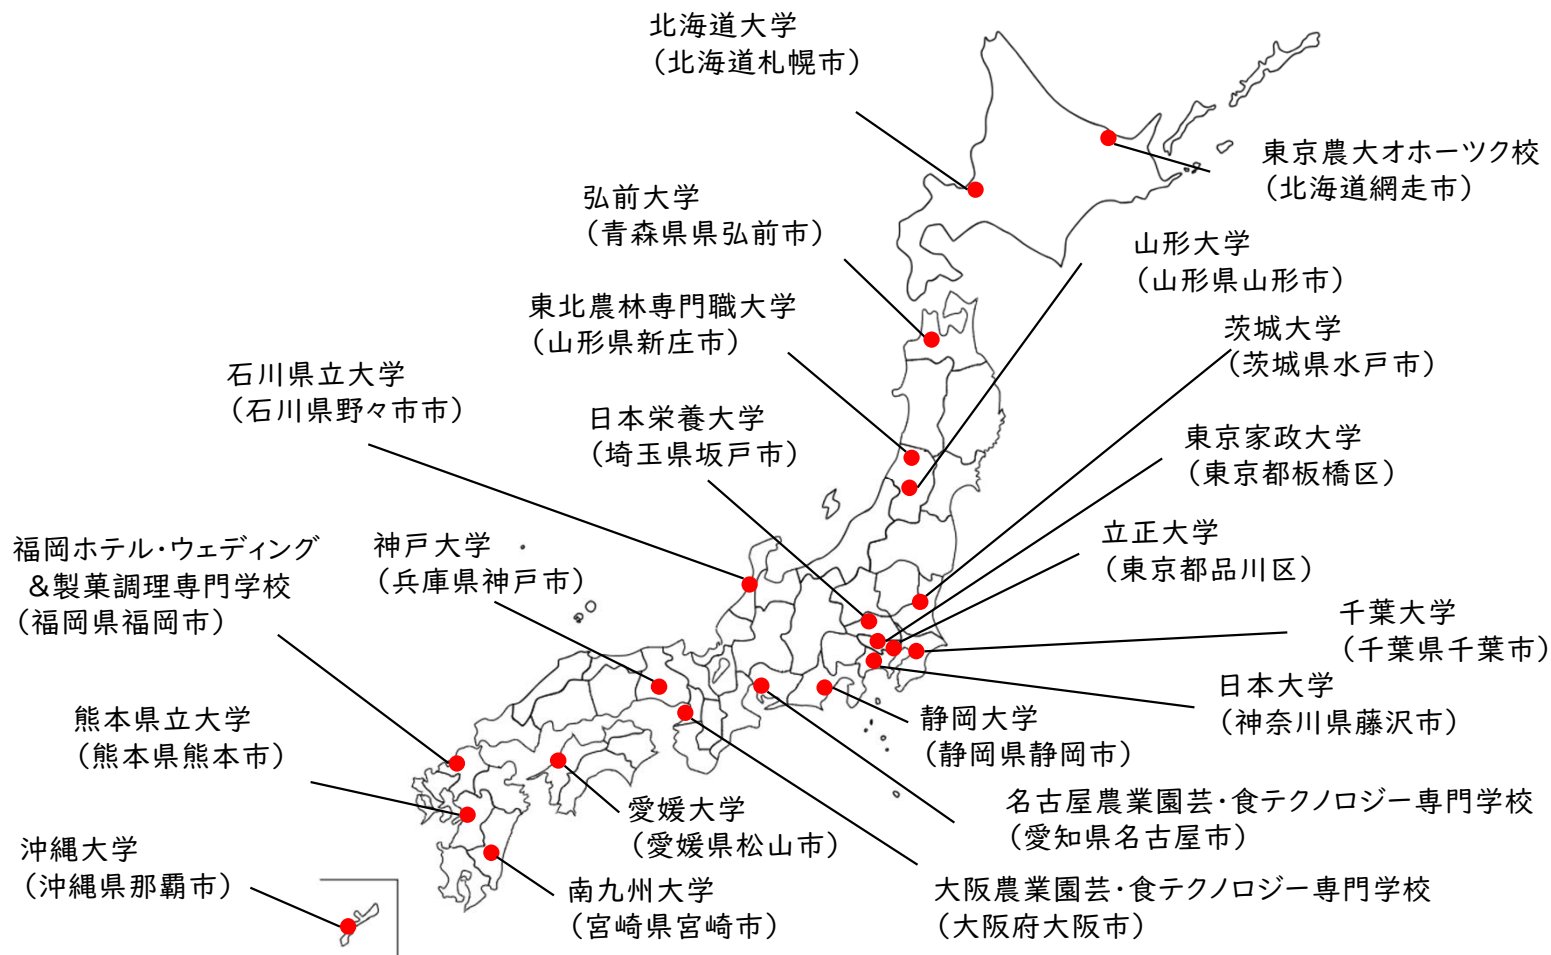 北海道大学
（北海道札幌市）
東京農大オホーツク校
（北海道網走市）
弘前大学
（青森県県弘前市）
山形大学
（山形県山形市）
東北農林専門職大学
（山形県新庄市）
茨城大学
（茨城県水戸市）
石川県立大学
（石川県野々市市）
日本栄養大学
（埼玉県坂戸市）
東京家政大学
（東京都板橋区）
立正大学
（東京都品川区）
福岡ホテル・ウェディング
＆製菓調理専門学校
（福岡県福岡市）
神戸大学
（兵庫県神戸市）
千葉大学
（千葉県千葉市）
日本大学
（神奈川県藤沢市）
熊本県立大学
（熊本県熊本市）
静岡大学
（静岡県静岡市）
名古屋農業園芸・食テクノロジー専門学校
（愛知県名古屋市）
愛媛大学
（愛媛県松山市）
沖縄大学
（沖縄県那覇市）
南九州大学
（宮崎県宮崎市）
大阪農業園芸・食テクノロジー専門学校
（大阪府大阪市）